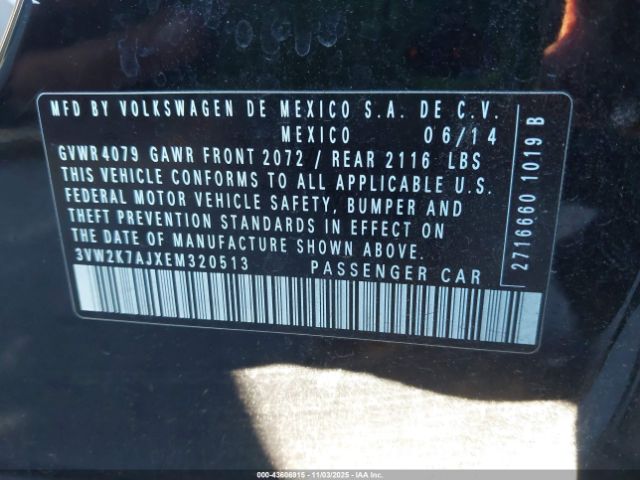 MFD BY VOLKSWAGEN DE MEXICO S.A. DE C.V.
MEXICO 06/14
GVWR4079 GAWR FRONT 2072 / REAR 2116 LBS
THIS VEHICLE CONFORMS TO ALL APPLICABLE U.S.
FEDERAL MOTOR VEHICLE SAFETY, BUMPER AND
THEFT PREVENTION STANDARDS IN EFFECT ON
THE DATE OF MANUFACTURE SHOWN ABOVE.
3VW2K7AJXEM320513 PASSENGER CAR
2716660 1019 B
000-43606915 - 11/03/2025 - IAAI.COM